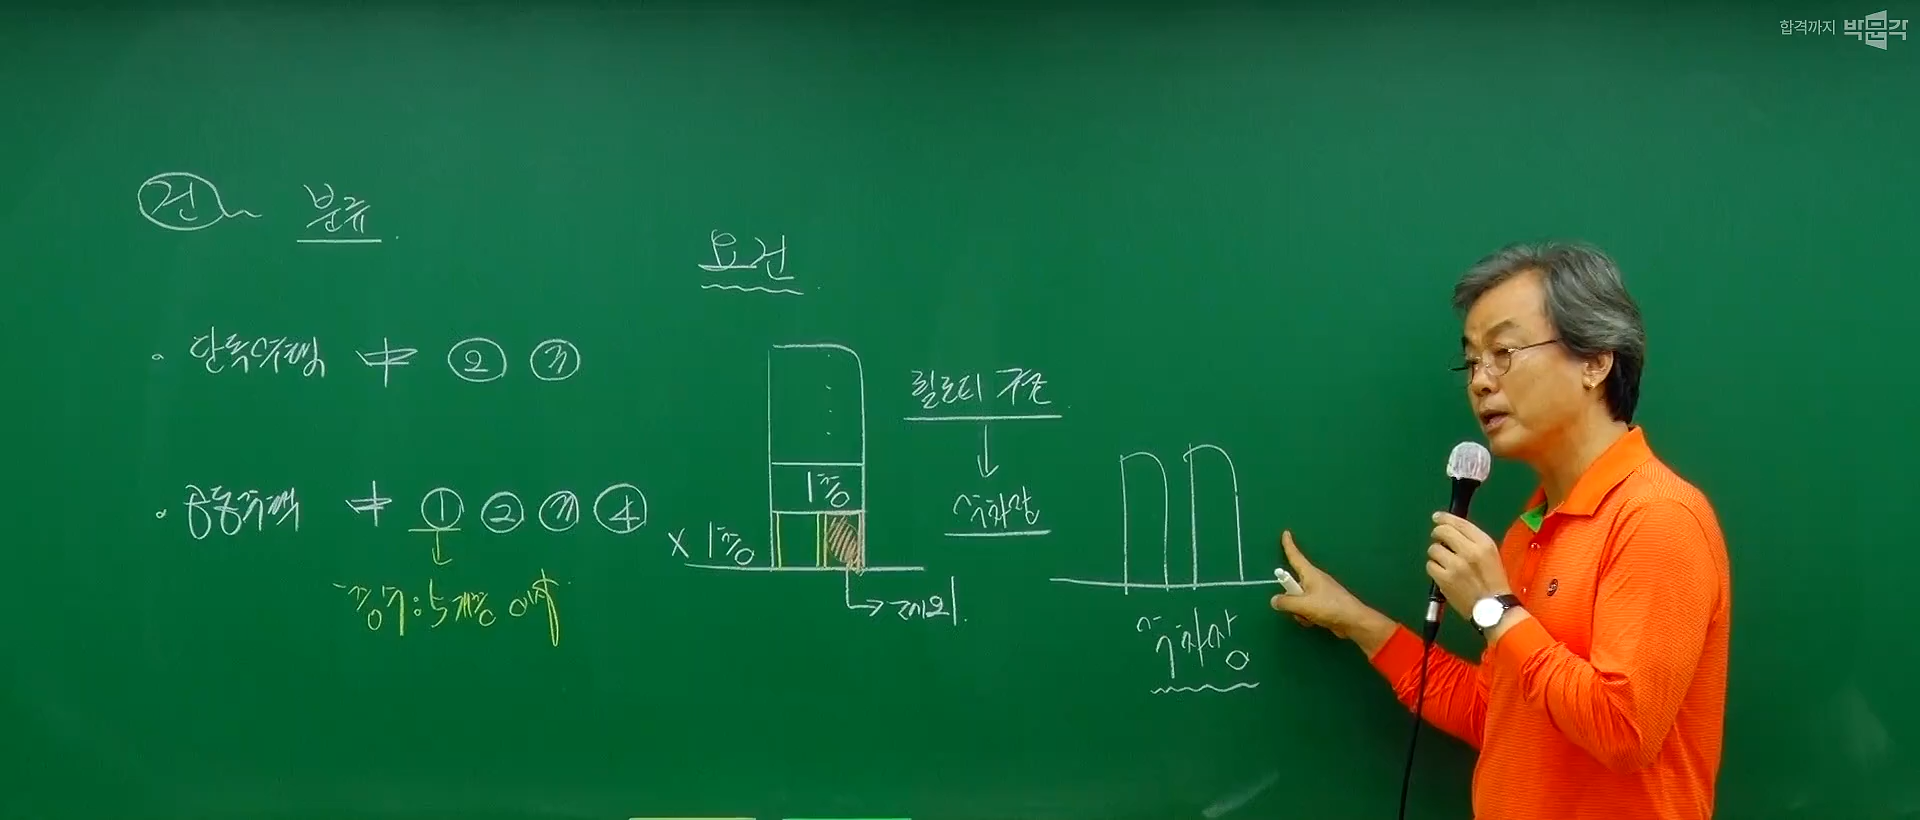 합격까지 박문각
건 분류
요건
단독주택 中 ② ③
공동주택 中 ① ② ③ ④
층수 : 5개층 이상
1층
X 1층
제외
필로티 구조
주차장
주차장